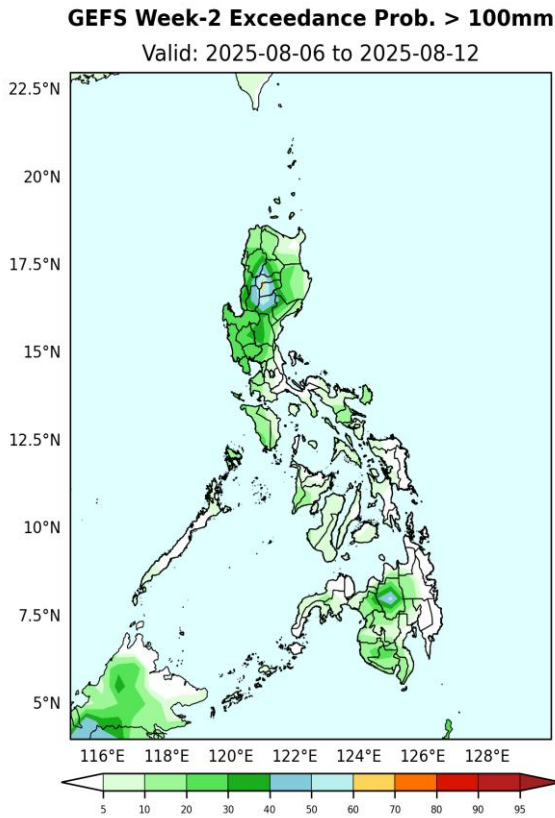 GEFS Week-2 Exceedance Prob. > 100mm
Valid: 2025-08-06 to 2025-08-12
22.5°N
20°N
17.5°N
15°N
12.5°N
10°N
7.5°N
5°N
116°E 118°E 120°E 122°E 124°E 126°E 128°E
5 10 20 30 40 50 60 70 80 90 95